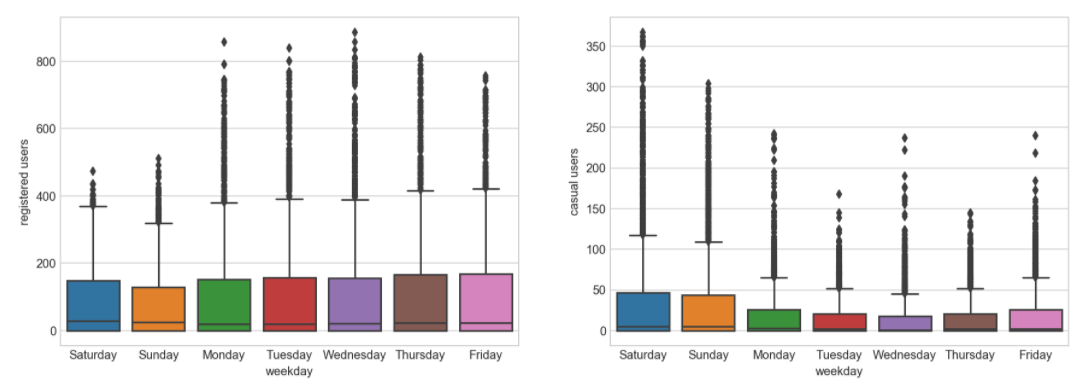 registered users
800
600
400
200
0
Saturday Sunday Monday Tuesday Wednesday Thursday Friday
weekday
casual users
350
300
250
200
150
100
50
0
Saturday Sunday Monday Tuesday Wednesday Thursday Friday
weekday